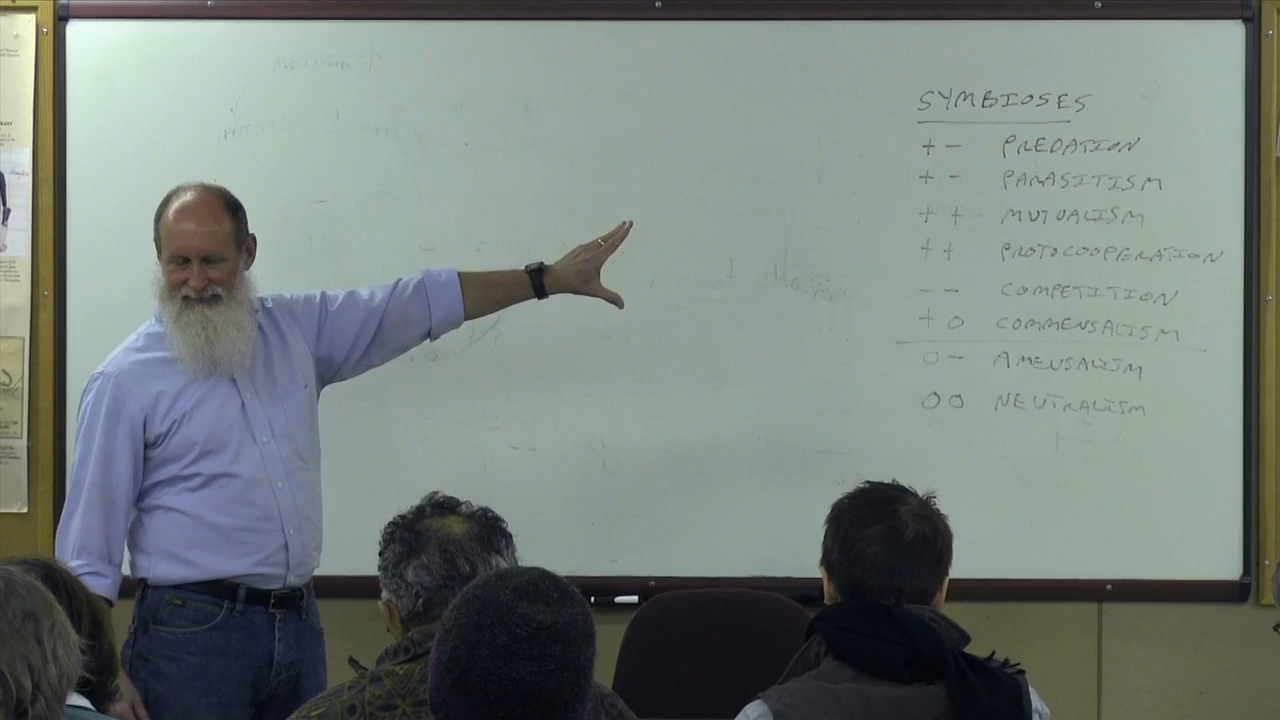 SYMBIOSES
+ - PREDATION
+ - PARASITISM
+ + MUTUALISM
+ + PROTOCOOPERATION
- - COMPETITION
+ 0 COMMENSALISM
0 - AMENSALISM
0 0 NEUTRALISM